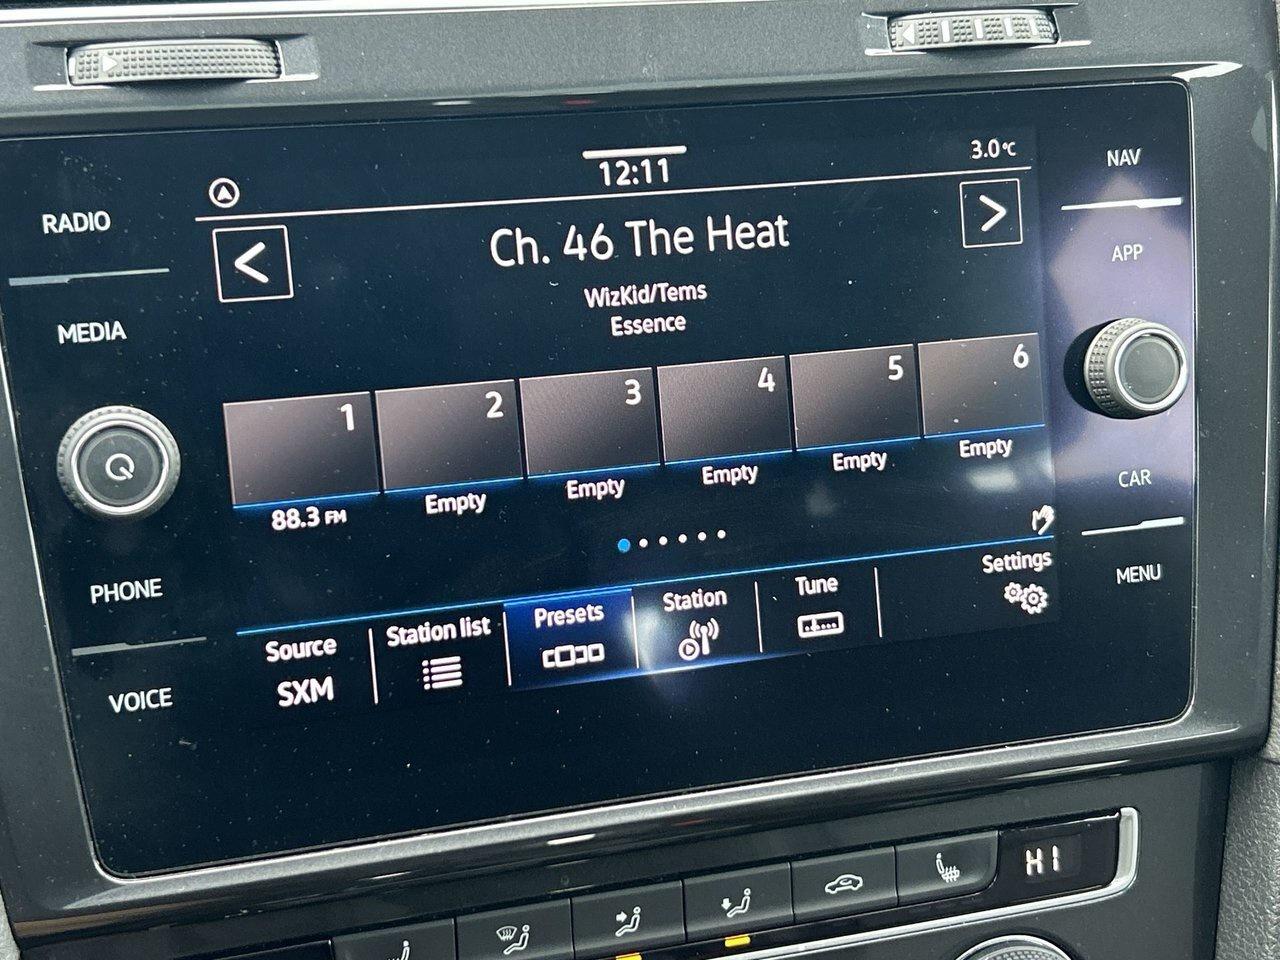 12:11
3.0°C
RADIO
MEDIA
PHONE
VOICE
Ch. 46 The Heat
WizKid/Tems
Essence
1
2
3
4
5
6
88.3 FM
Empty
Empty
Empty
Empty
Empty
Source
SXM
Station list
Presets
Station
Tune
Settings
NAV
APP
CAR
MENU
HI